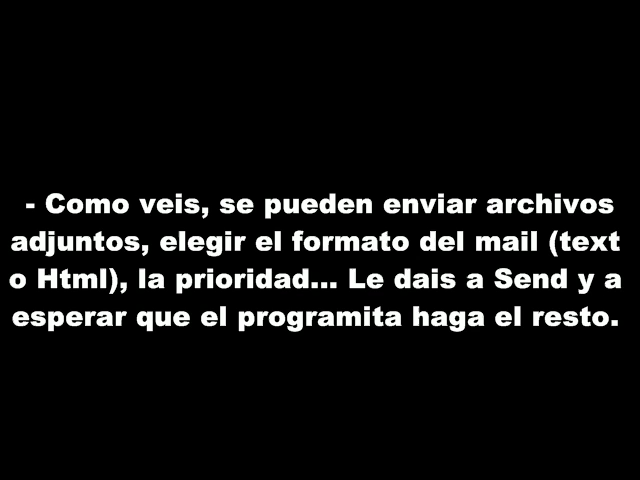 - Como veis, se pueden enviar archivos
adjuntos, elegir el formato del mail (text
o Html), la prioridad... Le dais a Send y a
esperar que el programita haga el resto.